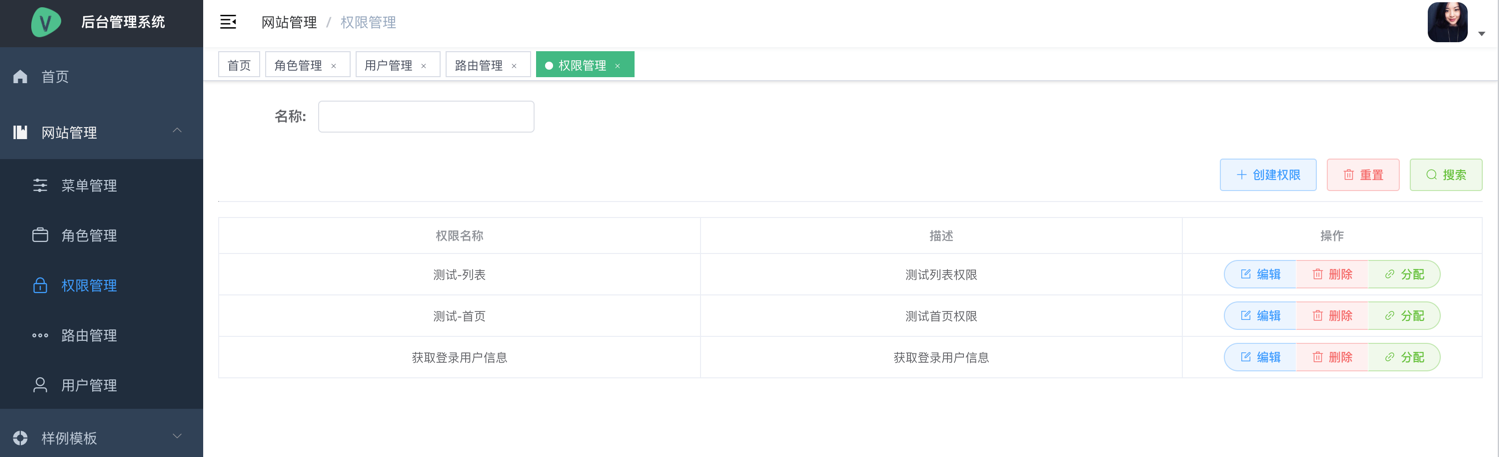 V 后台管理系统
网站管理 / 权限管理
首页 角色管理 × 用户管理 × 路由管理 × 权限管理 ×
首页
网站管理
菜单管理
角色管理
权限管理
路由管理
用户管理
样例模板
名称:
创建权限 重置 搜索
权限名称 描述 操作
测试-列表 测试列表权限 编辑 删除 分配
测试-首页 测试首页权限 编辑 删除 分配
获取登录用户信息 获取登录用户信息 编辑 删除 分配